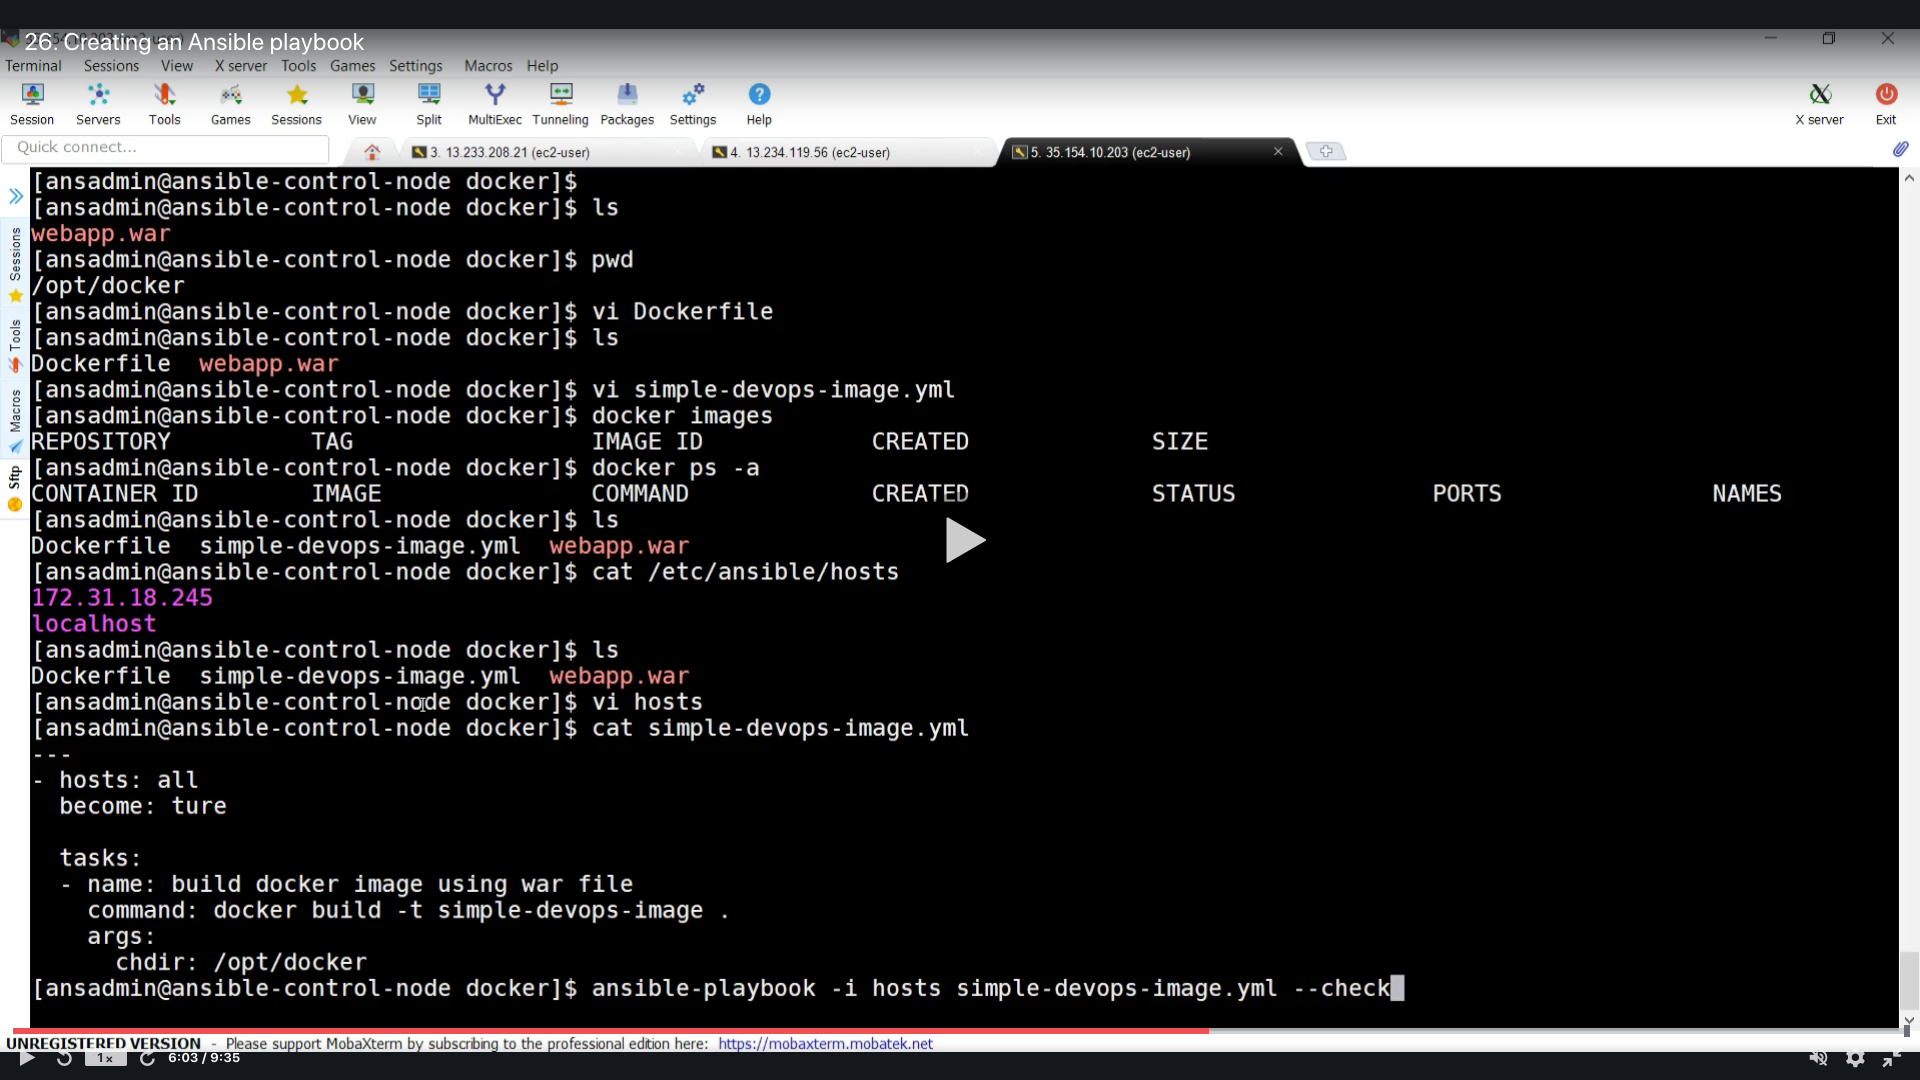 26. Creating an Ansible playbook
Terminal Sessions View X server Tools Games Settings Macros Help
Session Servers Tools Games Sessions View Split MultiExec Tunneling Packages Settings Help X server Exit
Quick connect...
3. 13.233.208.21 (ec2-user)
4. 13.234.119.56 (ec2-user)
5. 35.154.10.203 (ec2-user)
Sessions
Tools
Macros
Sftp
[ansadmin@ansible-control-node docker]$
[ansadmin@ansible-control-node docker]$ ls
webapp.war
[ansadmin@ansible-control-node docker]$ pwd
/opt/docker
[ansadmin@ansible-control-node docker]$ vi Dockerfile
[ansadmin@ansible-control-node docker]$ ls
Dockerfile  webapp.war
[ansadmin@ansible-control-node docker]$ vi simple-devops-image.yml
[ansadmin@ansible-control-node docker]$ docker images
REPOSITORY          TAG                 IMAGE ID            CREATED             SIZE
[ansadmin@ansible-control-node docker]$ docker ps -a
CONTAINER ID        IMAGE               COMMAND             CREATED             STATUS              PORTS               NAMES
[ansadmin@ansible-control-node docker]$ ls
Dockerfile  simple-devops-image.yml  webapp.war
[ansadmin@ansible-control-node docker]$ cat /etc/ansible/hosts
172.31.18.245
localhost
[ansadmin@ansible-control-node docker]$ ls
Dockerfile  simple-devops-image.yml  webapp.war
[ansadmin@ansible-control-node docker]$ vi hosts
[ansadmin@ansible-control-node docker]$ cat simple-devops-image.yml
---
- hosts: all
  become: ture
  tasks:
  - name: build docker image using war file
    command: docker build -t simple-devops-image .
    args:
      chdir: /opt/docker
[ansadmin@ansible-control-node docker]$ ansible-playbook -i hosts simple-devops-image.yml --check
UNREGISTERED VERSION - Please support MobaXterm by subscribing to the professional edition here: https://mobaxterm.mobatek.net
1x 6:03 / 9:35